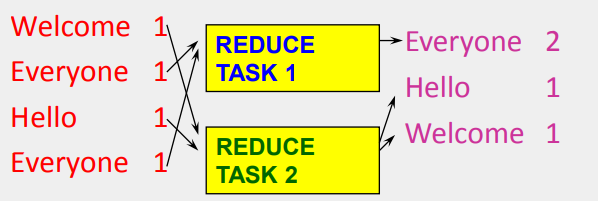 Welcome 1
Everyone 1
Hello 1
Everyone 1
REDUCE
TASK 1
REDUCE
TASK 2
Everyone 2
Hello 1
Welcome 1